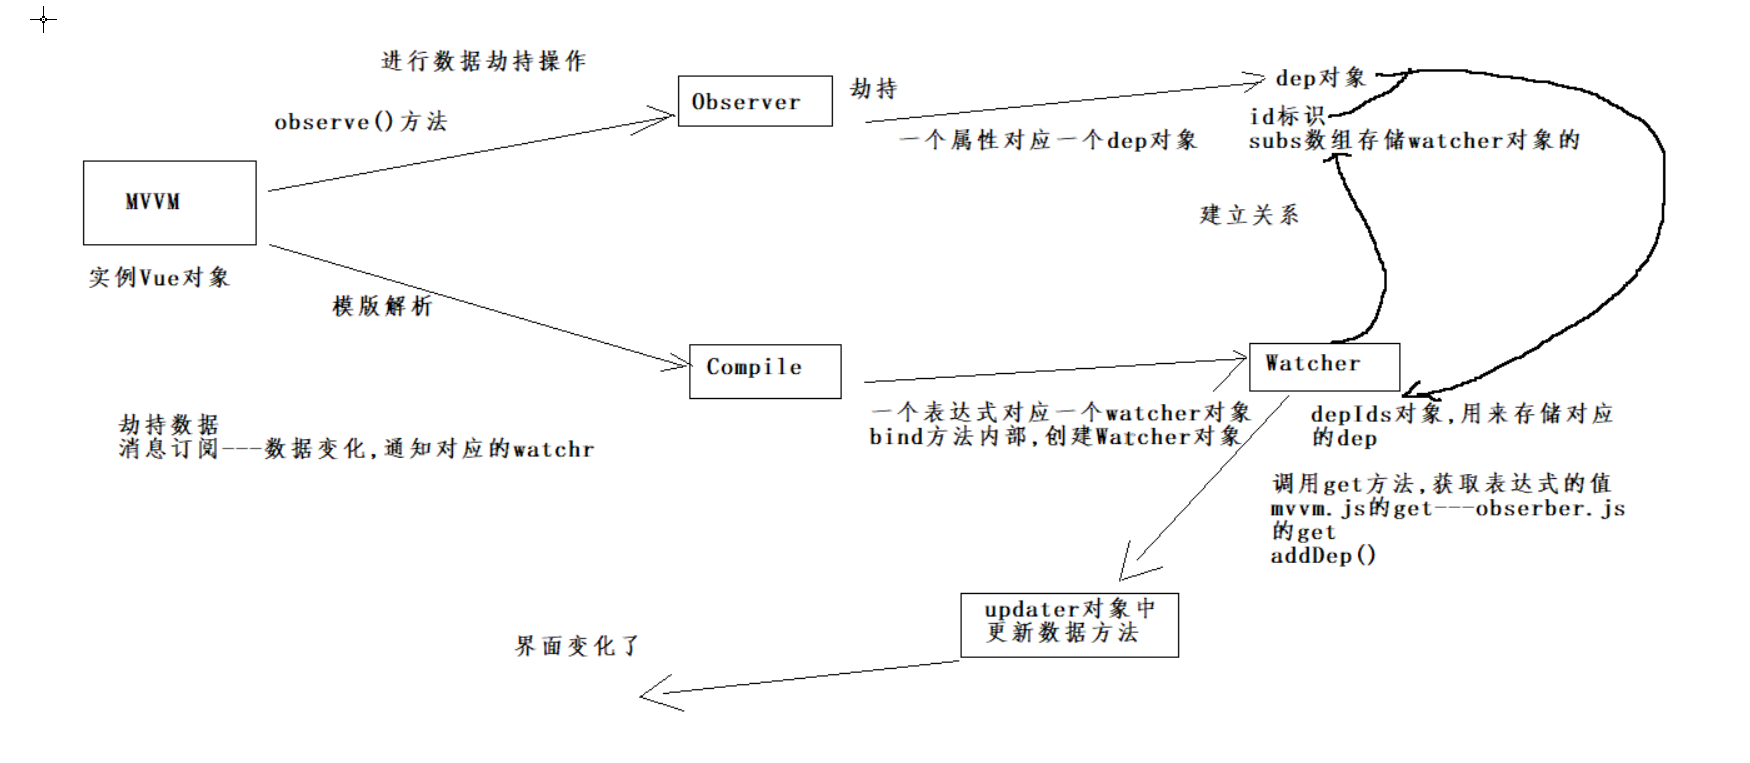 进行数据劫持操作
observe()方法
Observer
劫持
dep对象
id标识
一个属性对应一个dep对象
subs数组存储watcher对象的
MVVM
建立关系
实例Vue对象
模版解析
Compile
Watcher
一个表达式对应一个watcher对象
bind方法内部,创建Watcher对象
depIds对象,用来存储对应
的dep
劫持数据
消息订阅---数据变化,通知对应的watchr
调用get方法,获取表达式的值
mvvm.js的get---obserber.js
的get
addDep()
updater对象中
更新数据方法
界面变化了